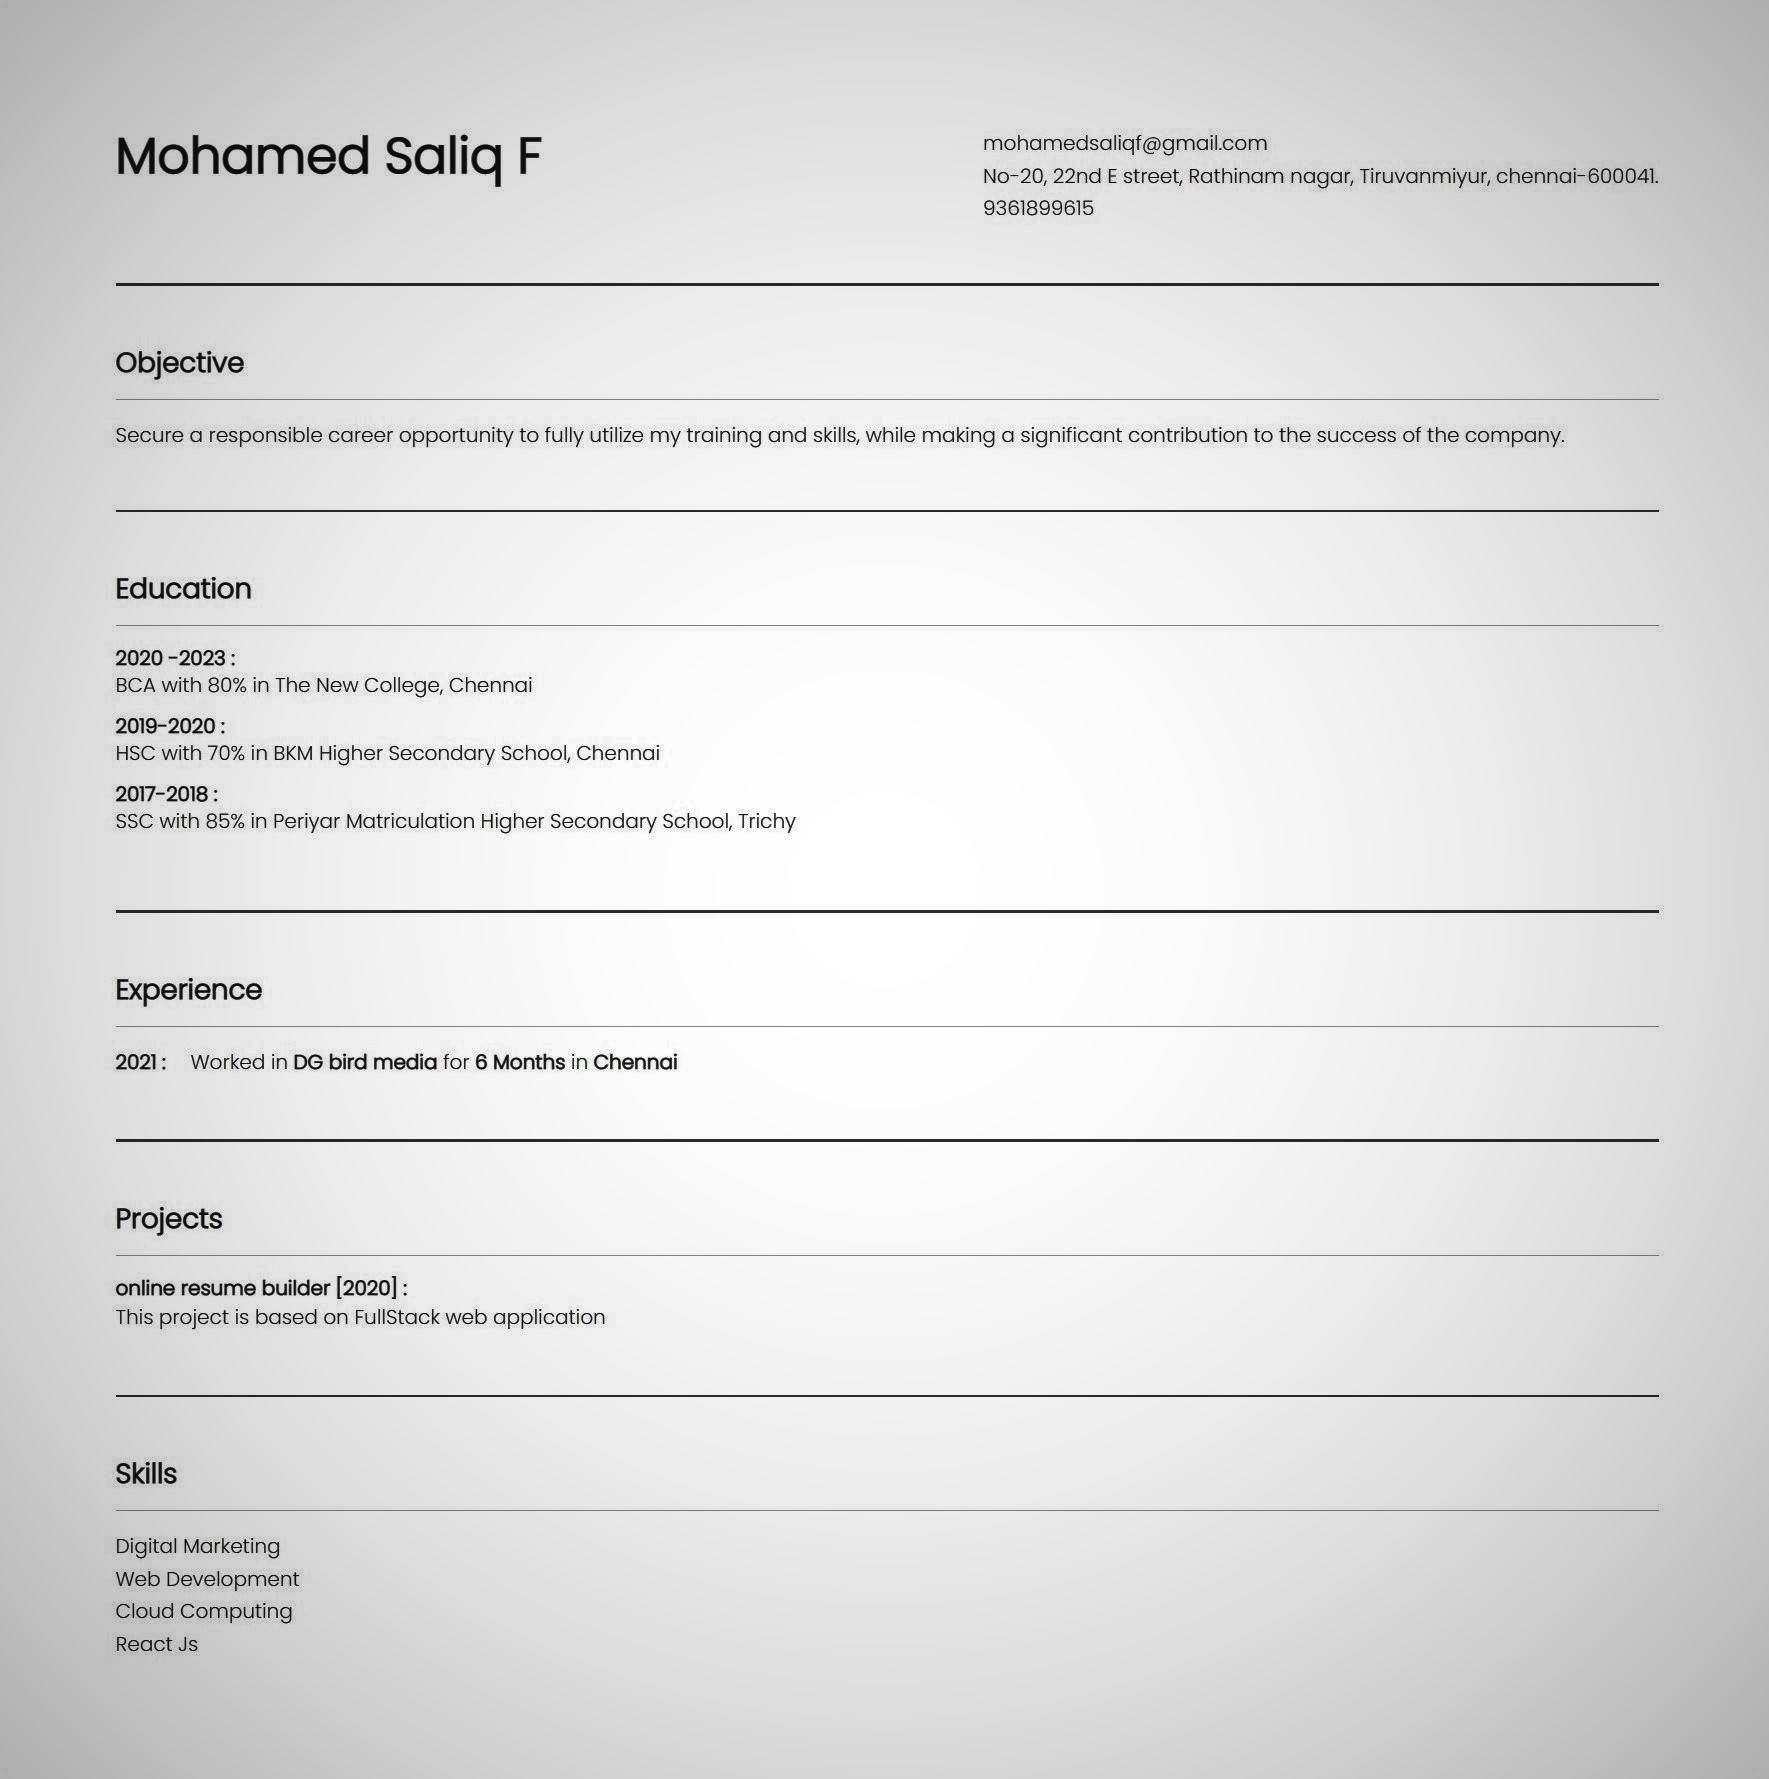 Mohamed Saliq F
mohamedsaliqf@gmail.com
No-20, 22nd E street, Rathinam nagar, Tiruvanmiyur, chennai-600041.
9361899615
Objective
Secure a responsible career opportunity to fully utilize my training and skills, while making a significant contribution to the success of the company.
Education
2020 -2023 :
BCA with 80% in The New College, Chennai
2019-2020 :
HSC with 70% in BKM Higher Secondary School, Chennai
2017-2018 :
SSC with 85% in Periyar Matriculation Higher Secondary School, Trichy
Experience
2021 : Worked in DG bird media for 6 Months in Chennai
Projects
online resume builder [2020] :
This project is based on FullStack web application
Skills
Digital Marketing
Web Development
Cloud Computing
React Js